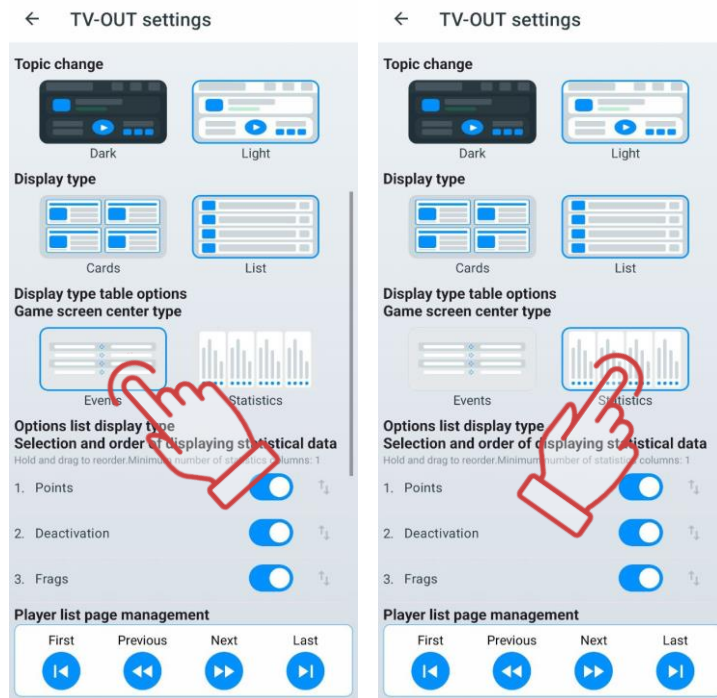 TV-OUT settings
Topic change
Dark Light
Display type
Cards List
Display type table options
Game screen center type
Events Statistics
Options list display type
Selection and order of displaying statistical data
Hold and drag to reorder.Minimum number of statistics columns: 1
1. Points
2. Deactivation
3. Frags
Player list page management
First Previous Next Last
TV-OUT settings
Topic change
Dark Light
Display type
Cards List
Display type table options
Game screen center type
Events Statistics
Options list display type
Selection and order of displaying statistical data
Hold and drag to reorder.Minimum number of statistics columns: 1
1. Points
2. Deactivation
3. Frags
Player list page management
First Previous Next Last